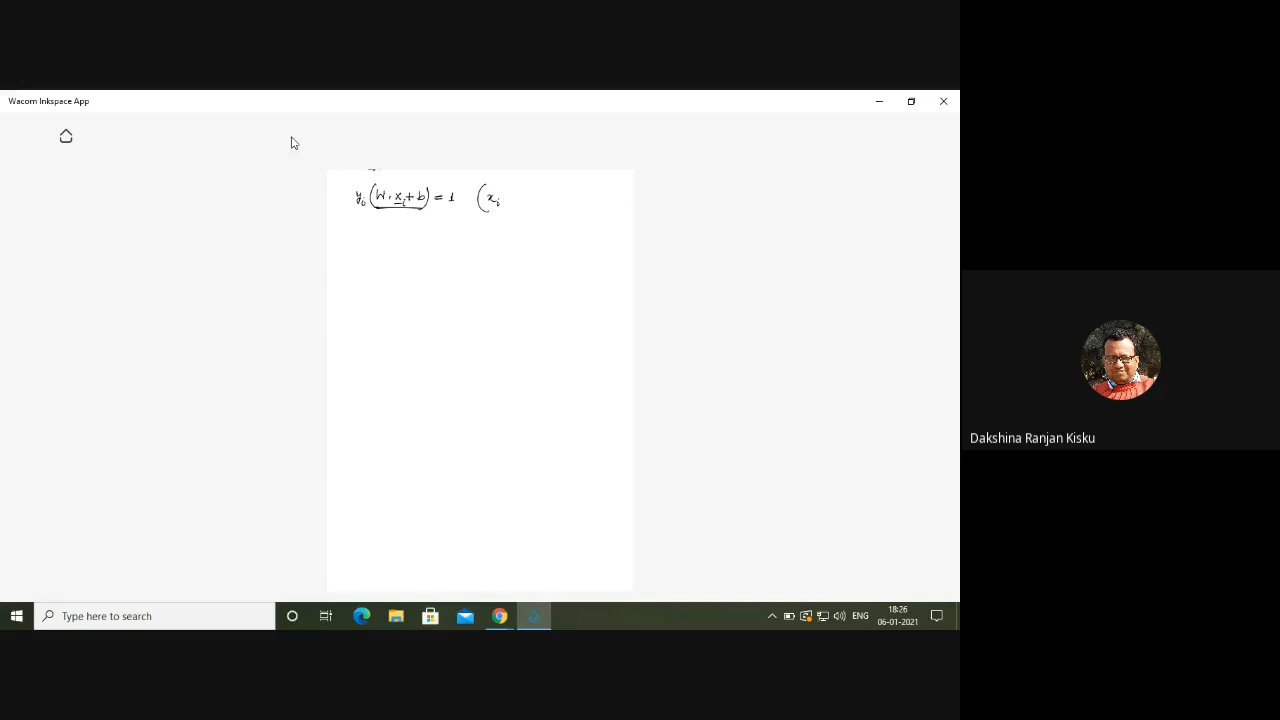 Wacom Inkspace App
yᵢ (W · xᵢ + b) = 1 (xᵢ
Dakshina Ranjan Kisku
Type here to search
ENG
18:26
06-01-2021